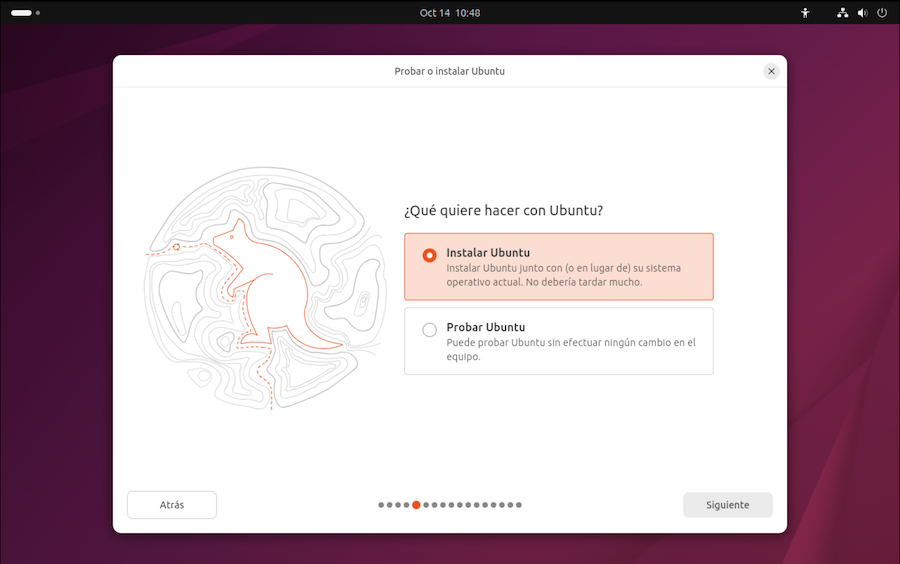 Oct 14 10:48
Probar o instalar Ubuntu
¿Qué quiere hacer con Ubuntu?
Instalar Ubuntu
Instalar Ubuntu junto con (o en lugar de) su sistema
operativo actual. No debería tardar mucho.
Probar Ubuntu
Puede probar Ubuntu sin efectuar ningún cambio en el
equipo.
Atrás
Siguiente